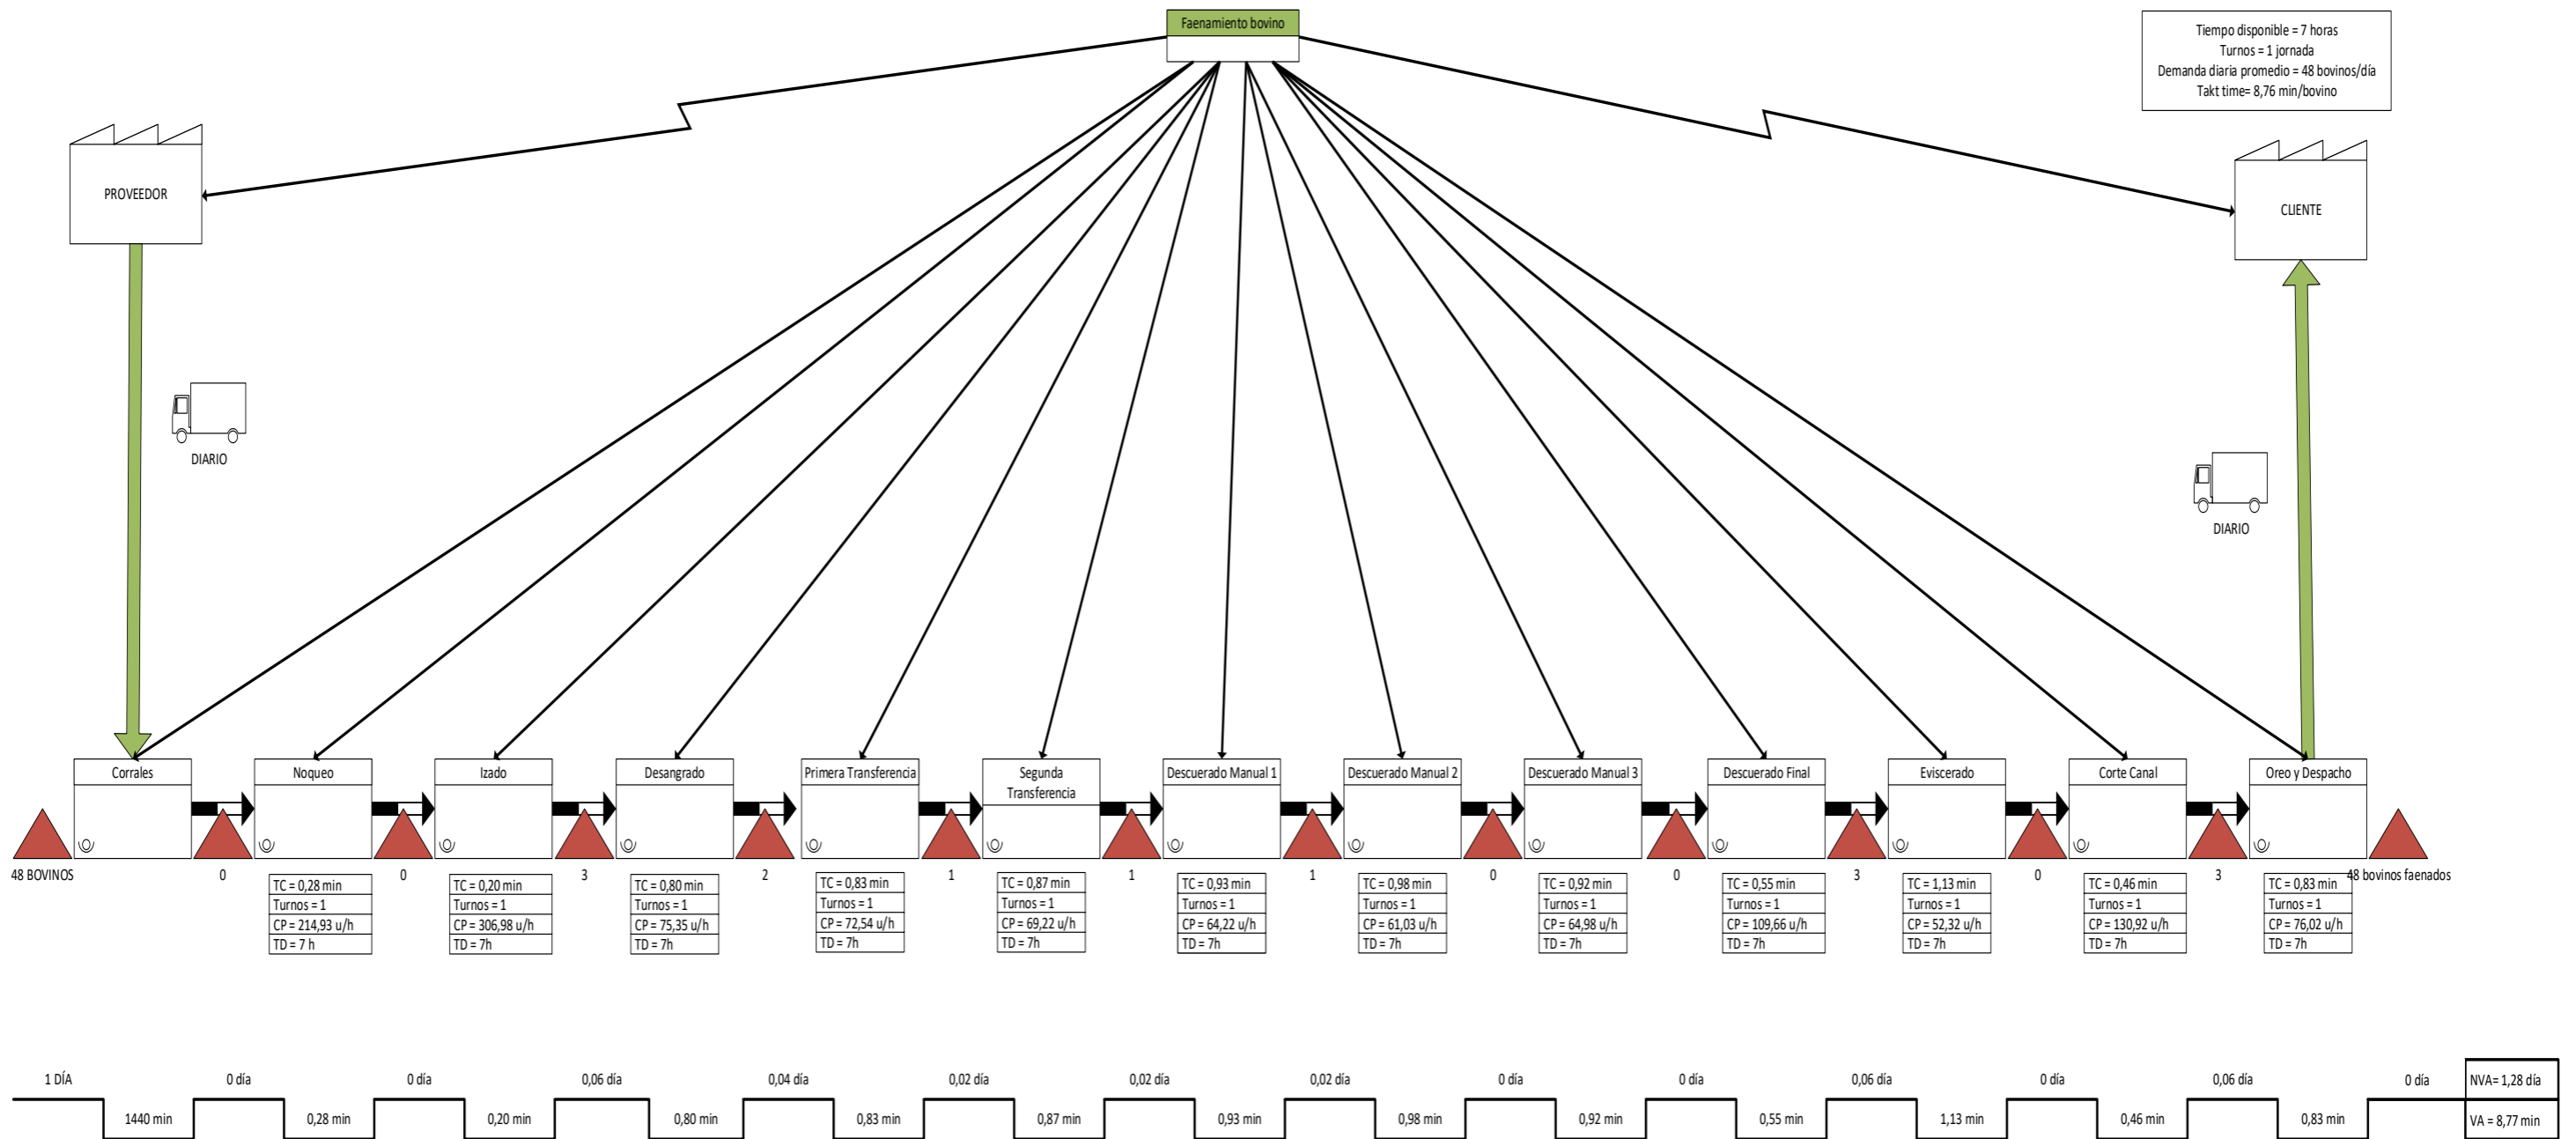 Faenamiento bovino
Tiempo disponible = 7 horas
Turnos = 1 jornada
Demanda diaria promedio = 48 bovinos/día
Takt time= 8,76 min/bovino
PROVEEDOR
CLIENTE
DIARIO
DIARIO
Corrales
Noqueo
Izado
Desangrado
Primera Transferencia
Segunda
Transferencia
Descuerado Manual 1
Descuerado Manual 2
Descuerado Manual 3
Descuerado Final
Eviscerado
Corte Canal
Oreo y Despacho
48 BOVINOS
0
0
3
2
1
1
1
0
0
3
0
3
48 bovinos faenados
TC = 0,28 min
Turnos = 1
CP = 214,93 u/h
TD = 7 h
TC = 0,20 min
Turnos = 1
CP = 306,98 u/h
TD = 7h
TC = 0,80 min
Turnos = 1
CP = 75,35 u/h
TD = 7h
TC = 0,83 min
Turnos = 1
CP = 72,54 u/h
TD = 7h
TC = 0,87 min
Turnos = 1
CP = 69,22 u/h
TD = 7h
TC = 0,93 min
Turnos = 1
CP = 64,22 u/h
TD = 7h
TC = 0,98 min
Turnos = 1
CP = 61,03 u/h
TD = 7h
TC = 0,92 min
Turnos = 1
CP = 64,98 u/h
TD = 7h
TC = 0,55 min
Turnos = 1
CP = 109,66 u/h
TD = 7h
TC = 1,13 min
Turnos = 1
CP = 52,32 u/h
TD = 7h
TC = 0,46 min
Turnos = 1
CP = 130,92 u/h
TD = 7h
TC = 0,83 min
Turnos = 1
CP = 76,02 u/h
TD = 7h
1 DÍA
0 día
0 día
0,06 día
0,04 día
0,02 día
0,02 día
0,02 día
0 día
0 día
0,06 día
0 día
0,06 día
0 día
NVA= 1,28 día
1440 min
0,28 min
0,20 min
0,80 min
0,83 min
0,87 min
0,93 min
0,98 min
0,92 min
0,55 min
1,13 min
0,46 min
0,83 min
VA = 8,77 min